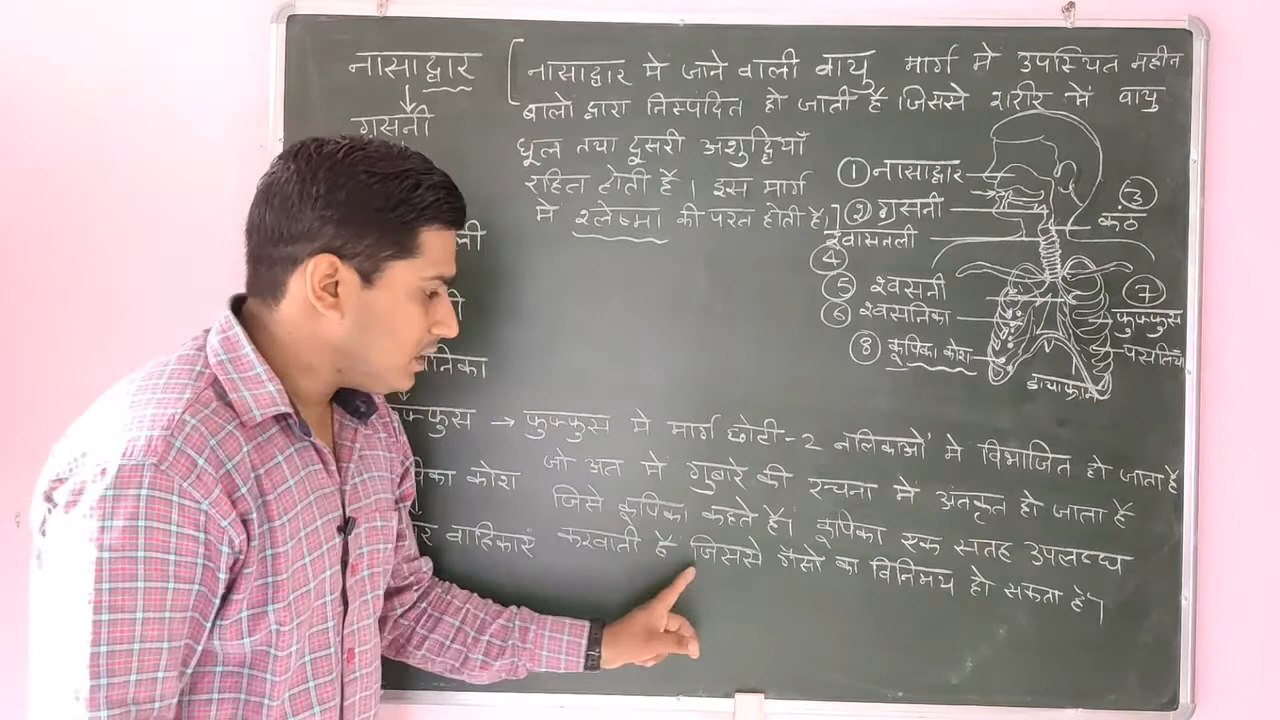 नासाद्वार
↓
ग्रसनी
नासाद्वार में जाने वाली वायु मार्ग में उपस्थित महीन
बालों द्वारा निस्पंदित हो जाती है जिससे शरीर में वायु
धूल तथा दूसरी अशुद्धियाँ
रहित होती है। इस मार्ग
में श्लेष्मा की परत होती है।]
① नासाद्वार
② ग्रसनी
③
कंठ
श्वासनली
④
⑤ श्वसनी
⑥ श्वसनिका
⑦
फुफ्फुस
पसलियाँ
⑧ कूपिका कोश
डायाफ्राम
→ फुफ्फुस में मार्ग छोटी-2 नलिकाओं में विभाजित हो जाता है
जो अंत में गुबारे की रचना में अंतकृत हो जाता है
जिसे कूपिका कहते हैं। कूपिका एक सतह उपलब्ध
करवाती है जिससे गैसों का विनिमय हो सकता है।
कोश
वाहिकाएं